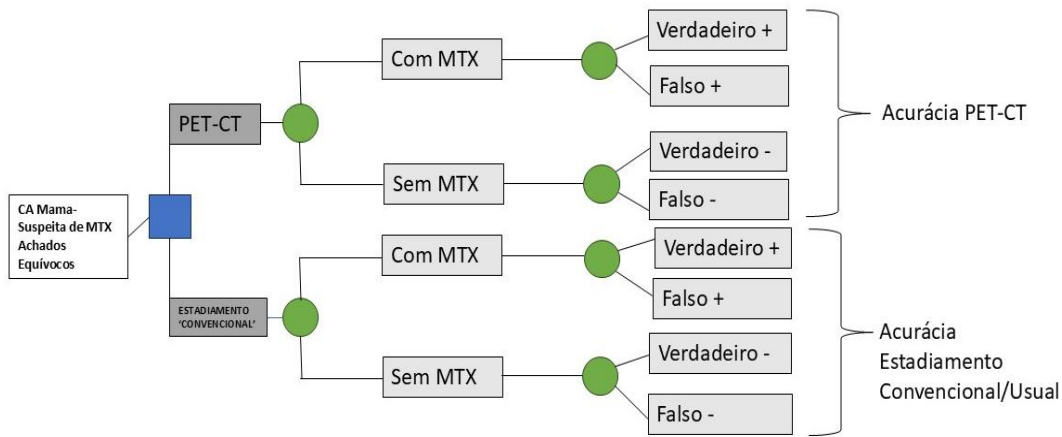 CA Mama-
Suspeita de MTX
Achados
Equívocos
PET-CT
Com MTX
Verdadeiro +
Falso +
Sem MTX
Verdadeiro -
Falso -
Acurácia PET-CT
ESTADIAMENTO
‘CONVENCIONAL’
Com MTX
Verdadeiro +
Falso +
Sem MTX
Verdadeiro -
Falso -
Acurácia
Estadiamento
Convencional/Usual